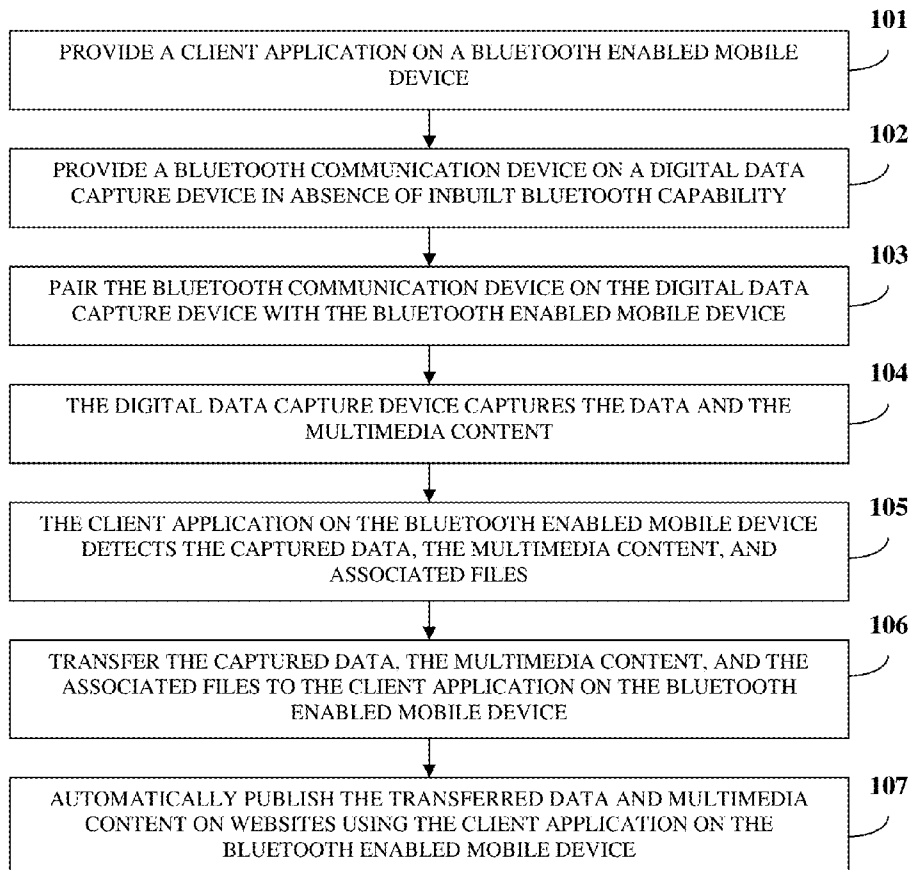 101
PROVIDE A CLIENT APPLICATION ON A BLUETOOTH ENABLED MOBILE
DEVICE
102
PROVIDE A BLUETOOTH COMMUNICATION DEVICE ON A DIGITAL DATA
CAPTURE DEVICE IN ABSENCE OF INBUILT BLUETOOTH CAPABILITY
103
PAIR THE BLUETOOTH COMMUNICATION DEVICE ON THE DIGITAL DATA
CAPTURE DEVICE WITH THE BLUETOOTH ENABLED MOBILE DEVICE
104
THE DIGITAL DATA CAPTURE DEVICE CAPTURES THE DATA AND THE
MULTIMEDIA CONTENT
105
THE CLIENT APPLICATION ON THE BLUETOOTH ENABLED MOBILE DEVICE
DETECTS THE CAPTURED DATA, THE MULTIMEDIA CONTENT, AND
ASSOCIATED FILES
106
TRANSFER THE CAPTURED DATA, THE MULTIMEDIA CONTENT, AND THE
ASSOCIATED FILES TO THE CLIENT APPLICATION ON THE BLUETOOTH
ENABLED MOBILE DEVICE
107
AUTOMATICALLY PUBLISH THE TRANSFERRED DATA AND MULTIMEDIA
CONTENT ON WEBSITES USING THE CLIENT APPLICATION ON THE
BLUETOOTH ENABLED MOBILE DEVICE